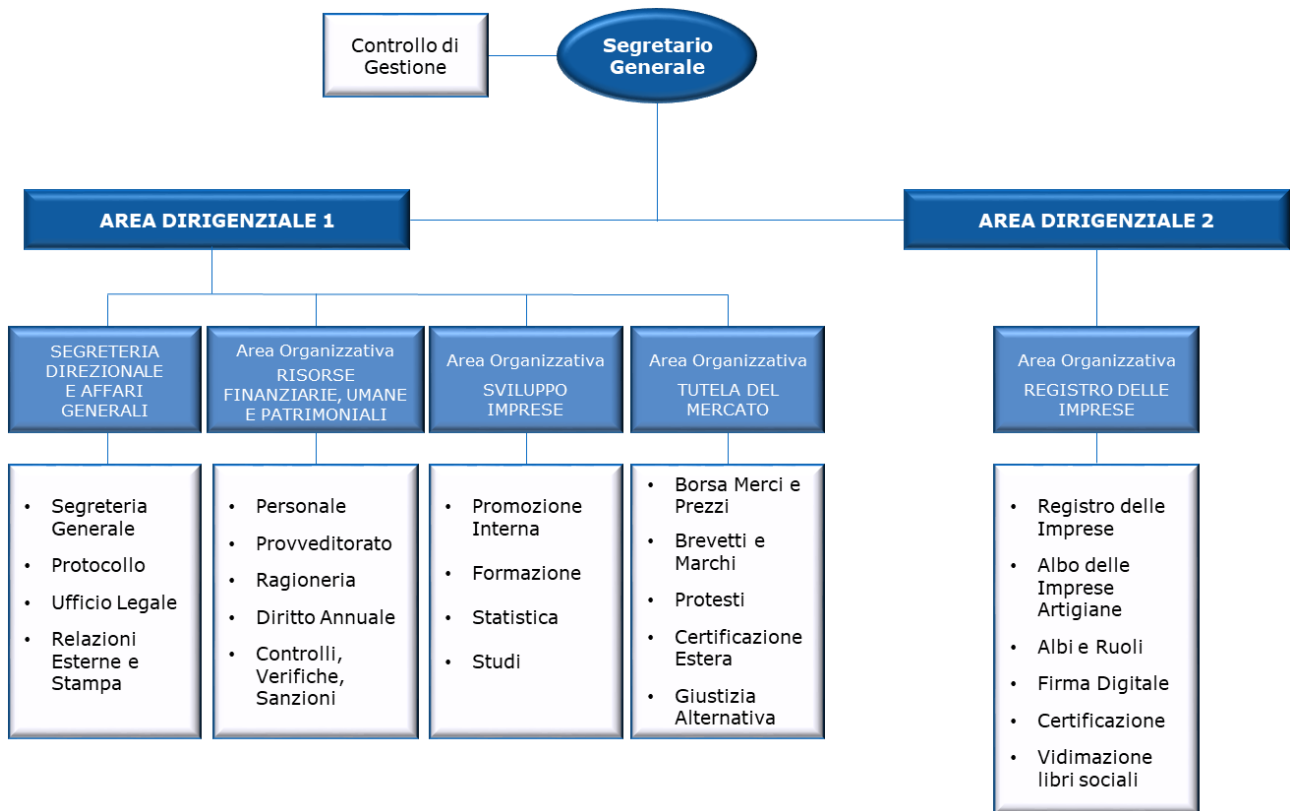 Controllo di
Gestione
Segretario
Generale
AREA DIRIGENZIALE 1
AREA DIRIGENZIALE 2
SEGRETERIA
DIREZIONALE
E AFFARI
GENERALI
Area Organizzativa
RISORSE
FINANZIARIE, UMANE
E PATRIMONIALI
Area Organizzativa
SVILUPPO
IMPRESE
Area Organizzativa
TUTELA DEL
MERCATO
Area Organizzativa
REGISTRO DELLE
IMPRESE
• Segreteria
Generale
• Protocollo
• Ufficio Legale
• Relazioni
Esterne e
Stampa
• Personale
• Provveditorato
• Ragioneria
• Diritto Annuale
• Controlli,
Verifiche,
Sanzioni
• Promozione
Interna
• Formazione
• Statistica
• Studi
• Borsa Merci e
Prezzi
• Brevetti e
Marchi
• Protesti
• Certificazione
Estera
• Giustizia
Alternativa
• Registro delle
Imprese
• Albo delle
Imprese
Artigiane
• Albi e Ruoli
• Firma Digitale
• Certificazione
• Vidimazione
libri sociali